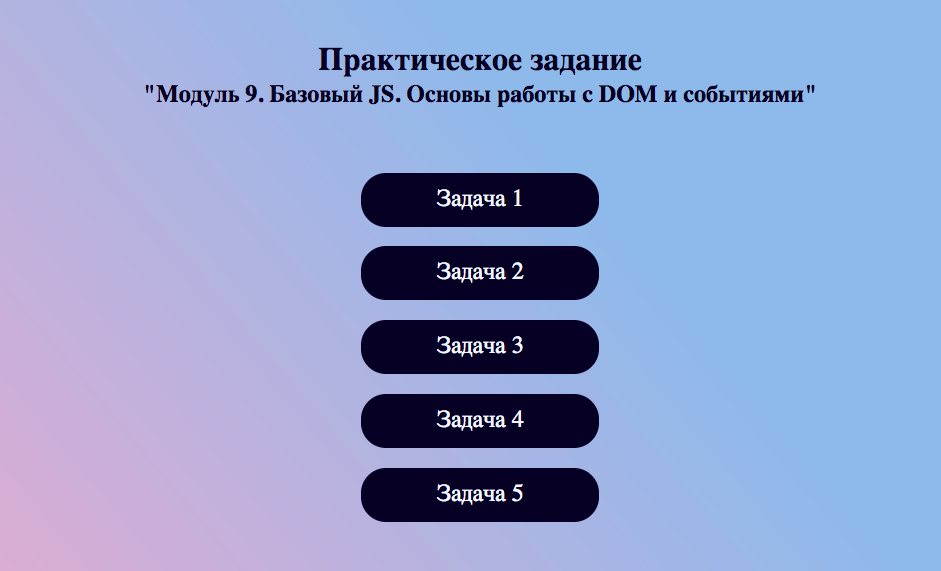 Практическое задание
"Модуль 9. Базовый JS. Основы работы с DOM и событиями"
Задача 1
Задача 2
Задача 3
Задача 4
Задача 5